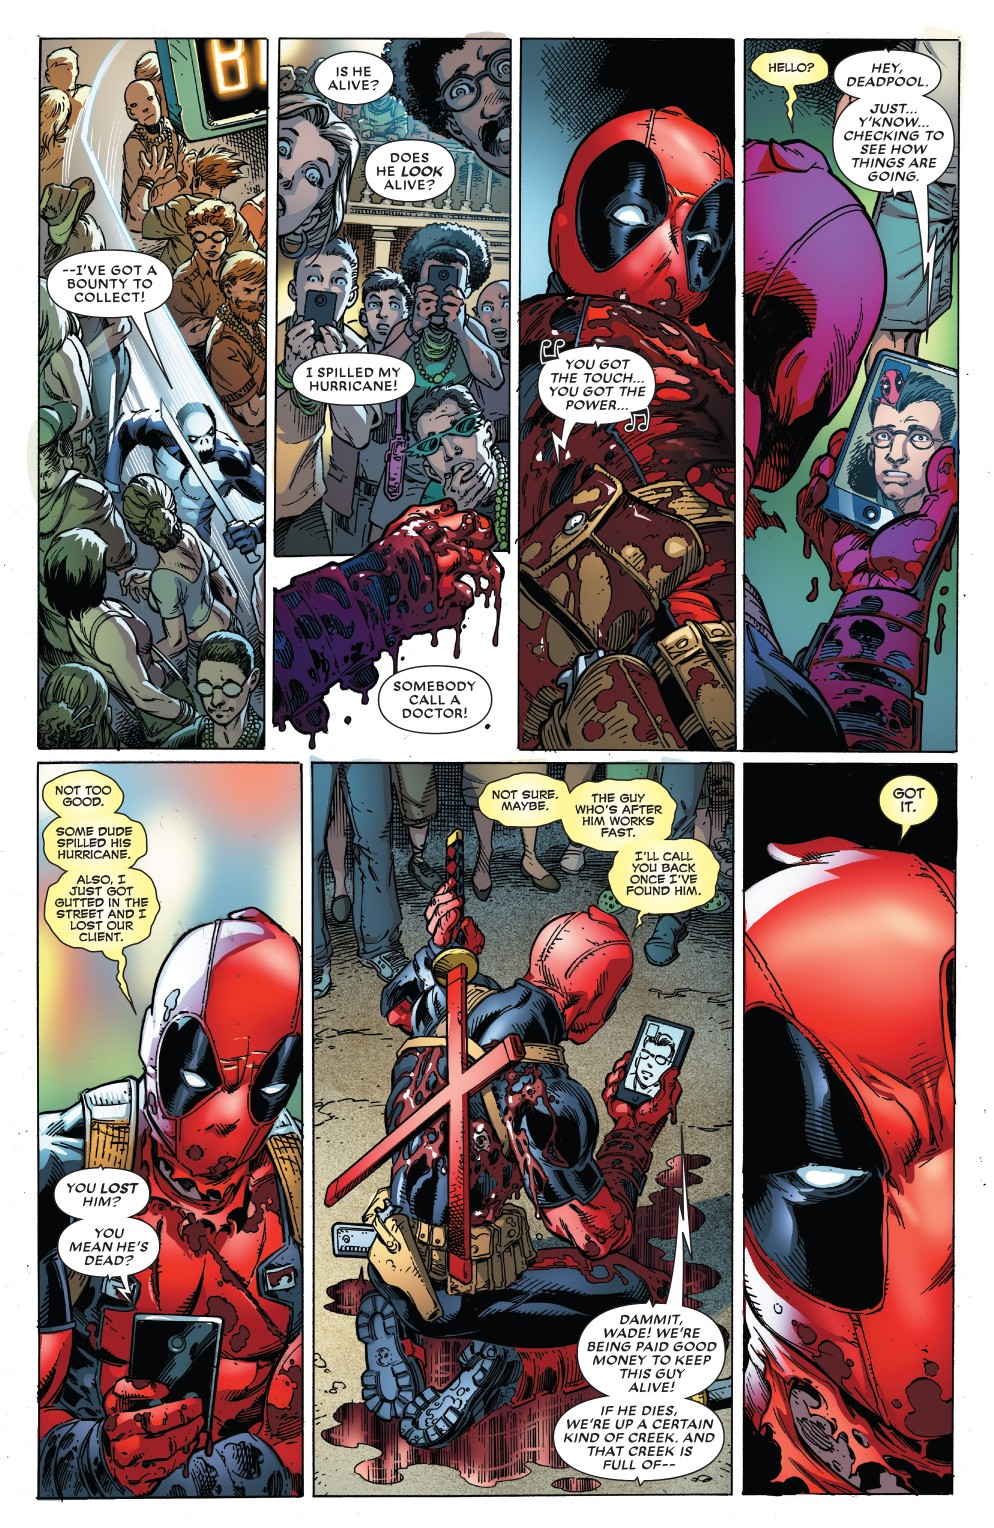 BI
--I'VE GOT A
BOUNTY TO
COLLECT!
IS HE
ALIVE?
DOES
HE LOOK
ALIVE?
I SPILLED MY
HURRICANE!
SOMEBODY
CALL A
DOCTOR!
YOU GOT
THE TOUCH...
YOU GOT THE
POWER...
HELLO?
HEY,
DEADPOOL.
JUST...
Y'KNOW...
CHECKING TO
SEE HOW
THINGS ARE
GOING.
NOT TOO
GOOD.
SOME DUDE
SPILLED HIS
HURRICANE.
ALSO, I
JUST GOT
GUTTED IN THE
STREET AND I
LOST OUR
CLIENT.
YOU LOST
HIM?
YOU
MEAN HE'S
DEAD?
NOT SURE.
MAYBE.
THE GUY
WHO'S AFTER
HIM WORKS
FAST.
I'LL CALL
YOU BACK
ONCE I'VE
FOUND HIM.
DAMMIT,
WADE! WE'RE
BEING PAID GOOD
MONEY TO KEEP
THIS GUY
ALIVE!
IF HE DIES,
WE'RE UP A CERTAIN
KIND OF CREEK. AND
THAT CREEK IS
FULL OF--
GOT
IT.